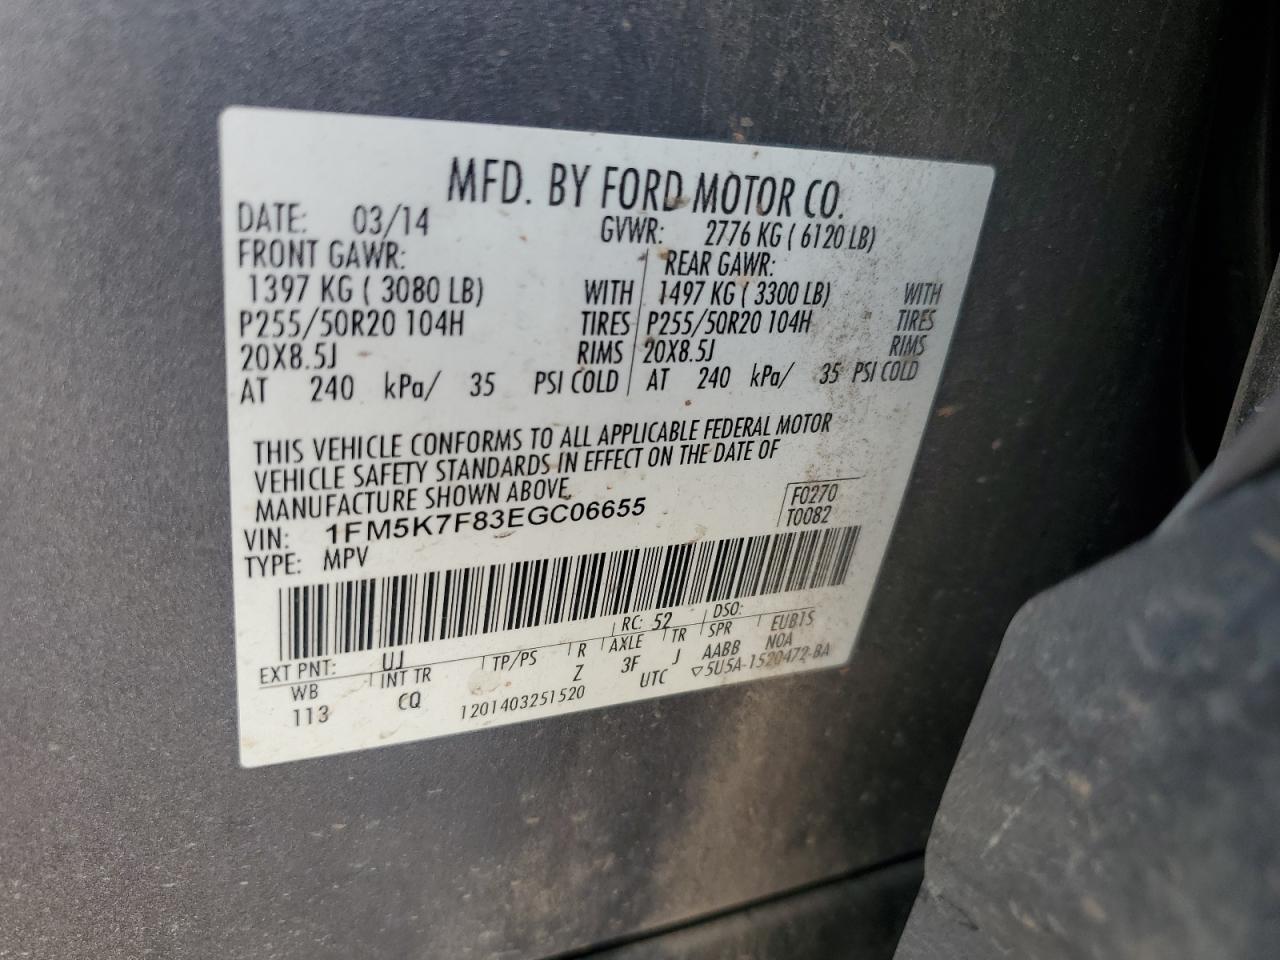 MFD. BY FORD MOTOR CO.
DATE: 03/14 GVWR: 2776 KG ( 6120 LB)
FRONT GAWR: REAR GAWR:
1397 KG ( 3080 LB) WITH 1497 KG ( 3300 LB) WITH
P255/50R20 104H TIRES P255/50R20 104H TIRES
20X8.5J RIMS 20X8.5J RIMS
AT 240 kPa/ 35 PSI COLD AT 240 kPa/ 35 PSI COLD
THIS VEHICLE CONFORMS TO ALL APPLICABLE FEDERAL MOTOR
VEHICLE SAFETY STANDARDS IN EFFECT ON THE DATE OF
MANUFACTURE SHOWN ABOVE.
VIN: 1FM5K7F83EGC06655 F0270
TYPE: MPV T0082
EXT PNT: UJ RC: 52 DSO:
WB INT TR TP/PS R AXLE TR SPR EUB1S
113 CQ Z 3F J AABB NOA
1201403251520 UTC ▽5U5A-1520472-BA